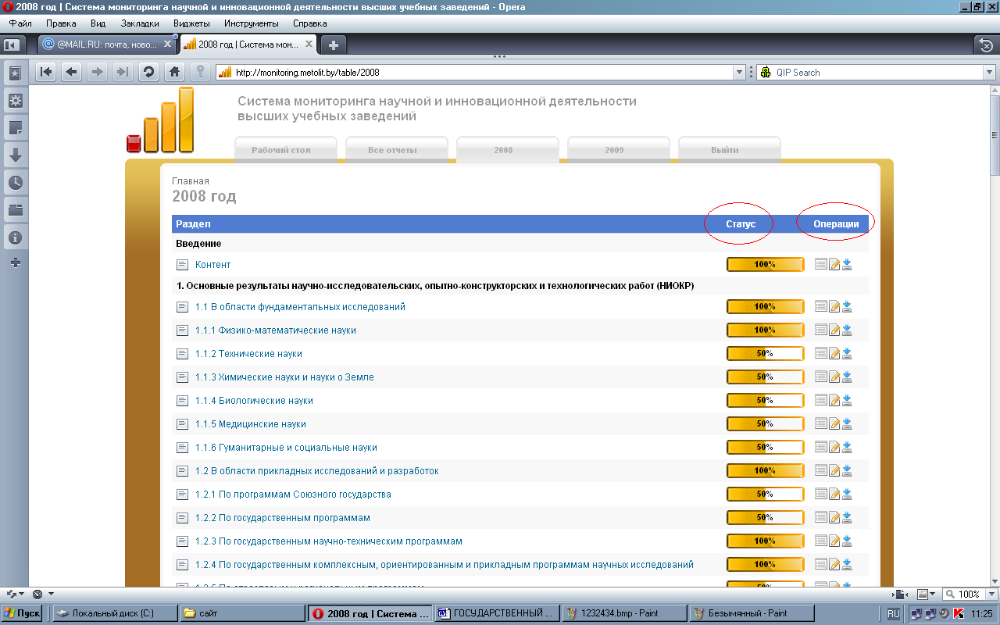 2008 год | Система мониторинга научной и инновационной деятельности высших учебных заведений - Opera
Файл Правка Вид Закладки Виджеты Инструменты Справка
@MAIL.RU: почта, ново... 2008 год | Система мон...
http://monitoring.metolit.by/table/2008 QIP Search
Система мониторинга научной и инновационной деятельности
высших учебных заведений
Рабочий стол Все отчеты 2008 2009 Выйти
Главная
2008 год
Раздел Статус Операции
Введение
Контент 100%
1. Основные результаты научно-исследовательских, опытно-конструкторских и технологических работ (НИОКР)
1.1 В области фундаментальных исследований 100%
1.1.1 Физико-математические науки 100%
1.1.2 Технические науки 50%
1.1.3 Химические науки и науки о Земле 50%
1.1.4 Биологические науки 50%
1.1.5 Медицинские науки 50%
1.1.6 Гуманитарные и социальные науки 50%
1.2 В области прикладных исследований и разработок 100%
1.2.1 По программам Союзного государства 50%
1.2.2 По государственным программам 50%
1.2.3 По государственным научно-техническим программам 100%
1.2.4 По государственным комплексным, ориентированным и прикладным программам научных исследований 100%
100%
Пуск Локальный диск (C:) сайт 2008 год | Система ... ГОСУДАРСТВЕННЫЙ ... 1232434.bmp - Paint Безымянный - Paint RU 11:25